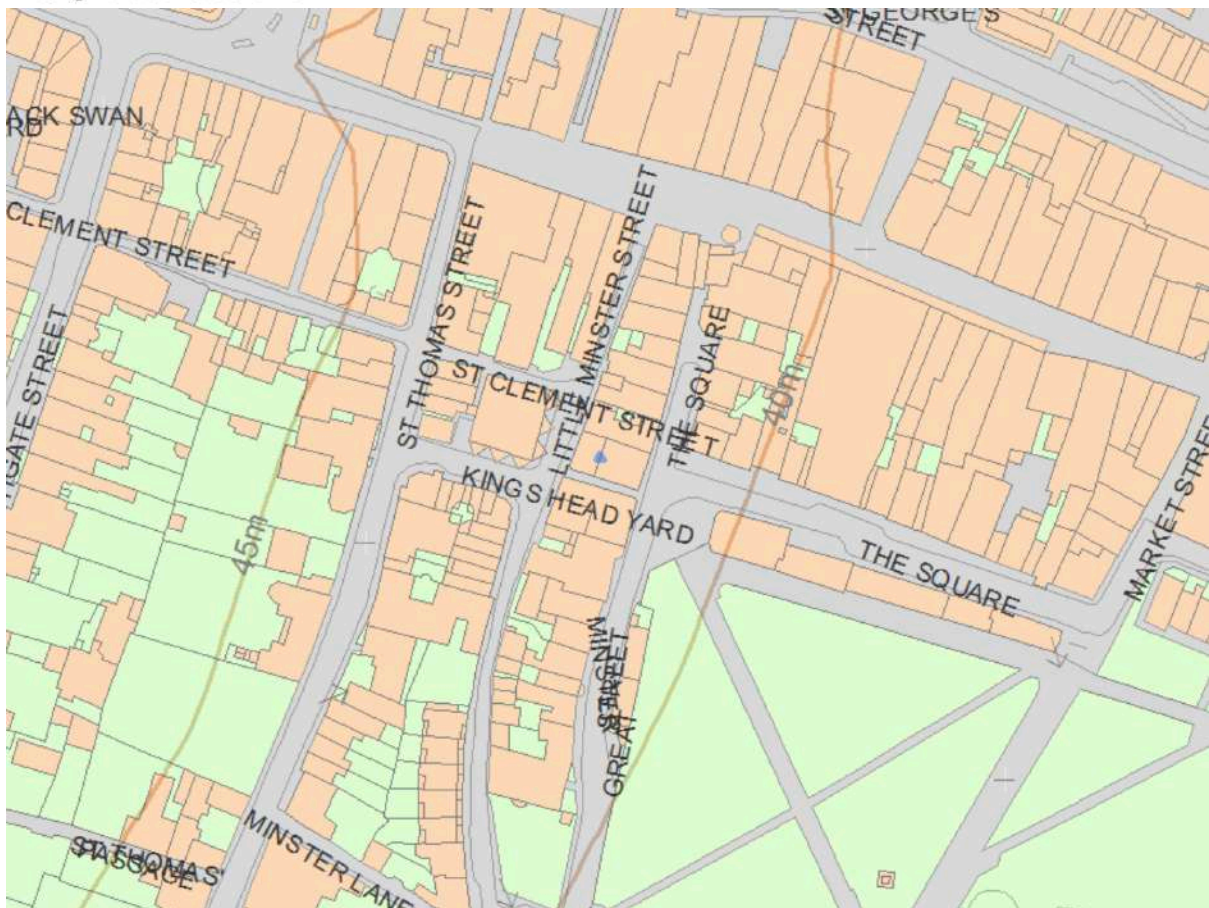 ST GEORGE'S
STREET
ACK SWAN
RD
CLEMENT STREET
ST THOMAS STREET
LITTLE MINSTER STREET
THE SQUARE
ST CLEMENT STREET
40m
GATE STREET
KINGS HEAD YARD
45m
THE SQUARE
MARKET STREE
GREAT
MINSTER
STREET
MINSTER LANE
ST THOMAS'
PASSAGE